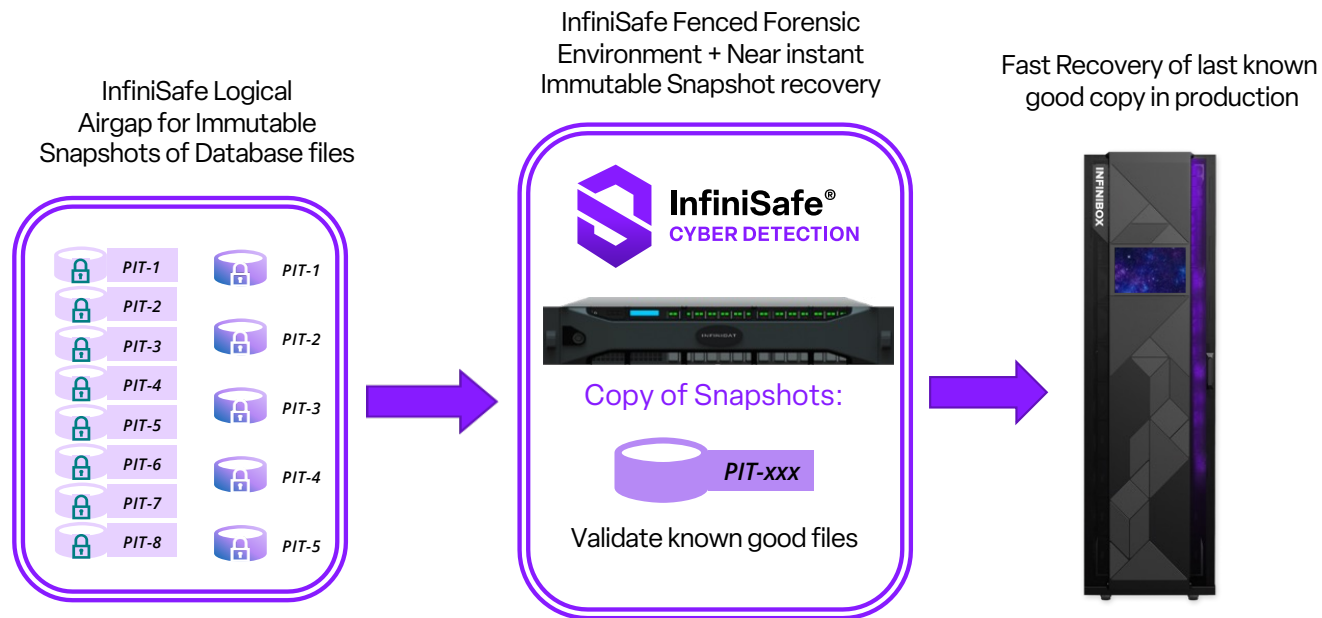 InfiniSafe Logical
Airgap for Immutable
Snapshots of Database files
PIT-1
PIT-2
PIT-3
PIT-4
PIT-5
PIT-6
PIT-7
PIT-8
PIT-1
PIT-2
PIT-3
PIT-4
PIT-5
InfiniSafe Fenced Forensic
Environment + Near instant
Immutable Snapshot recovery
InfiniSafe®
CYBER DETECTION
INFINIDAT
Copy of Snapshots:
PIT-xxx
Validate known good files
Fast Recovery of last known
good copy in production
INFINIBOX